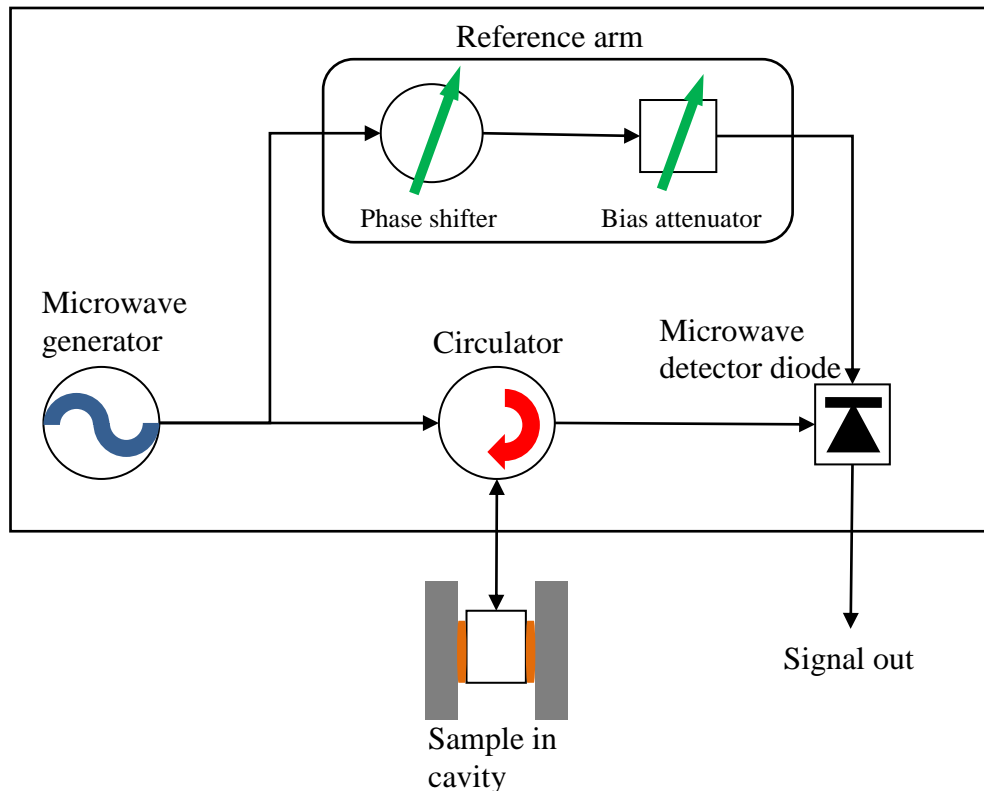 Reference arm
Phase shifter
Bias attenuator
Microwave
generator
Circulator
Microwave
detector diode
Signal out
Sample in
cavity